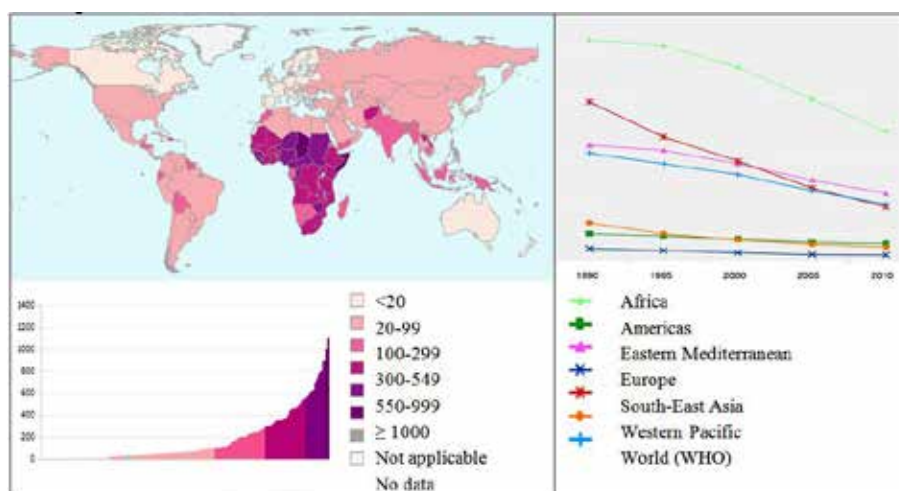 1400
1200
1000
800
600
400
200
0
<20
20-99
100-299
300-549
550-999
≥ 1000
Not applicable
No data
1990
1995
2000
2005
2010
Africa
Americas
Eastern Mediterranean
Europe
South-East Asia
Western Pacific
World (WHO)